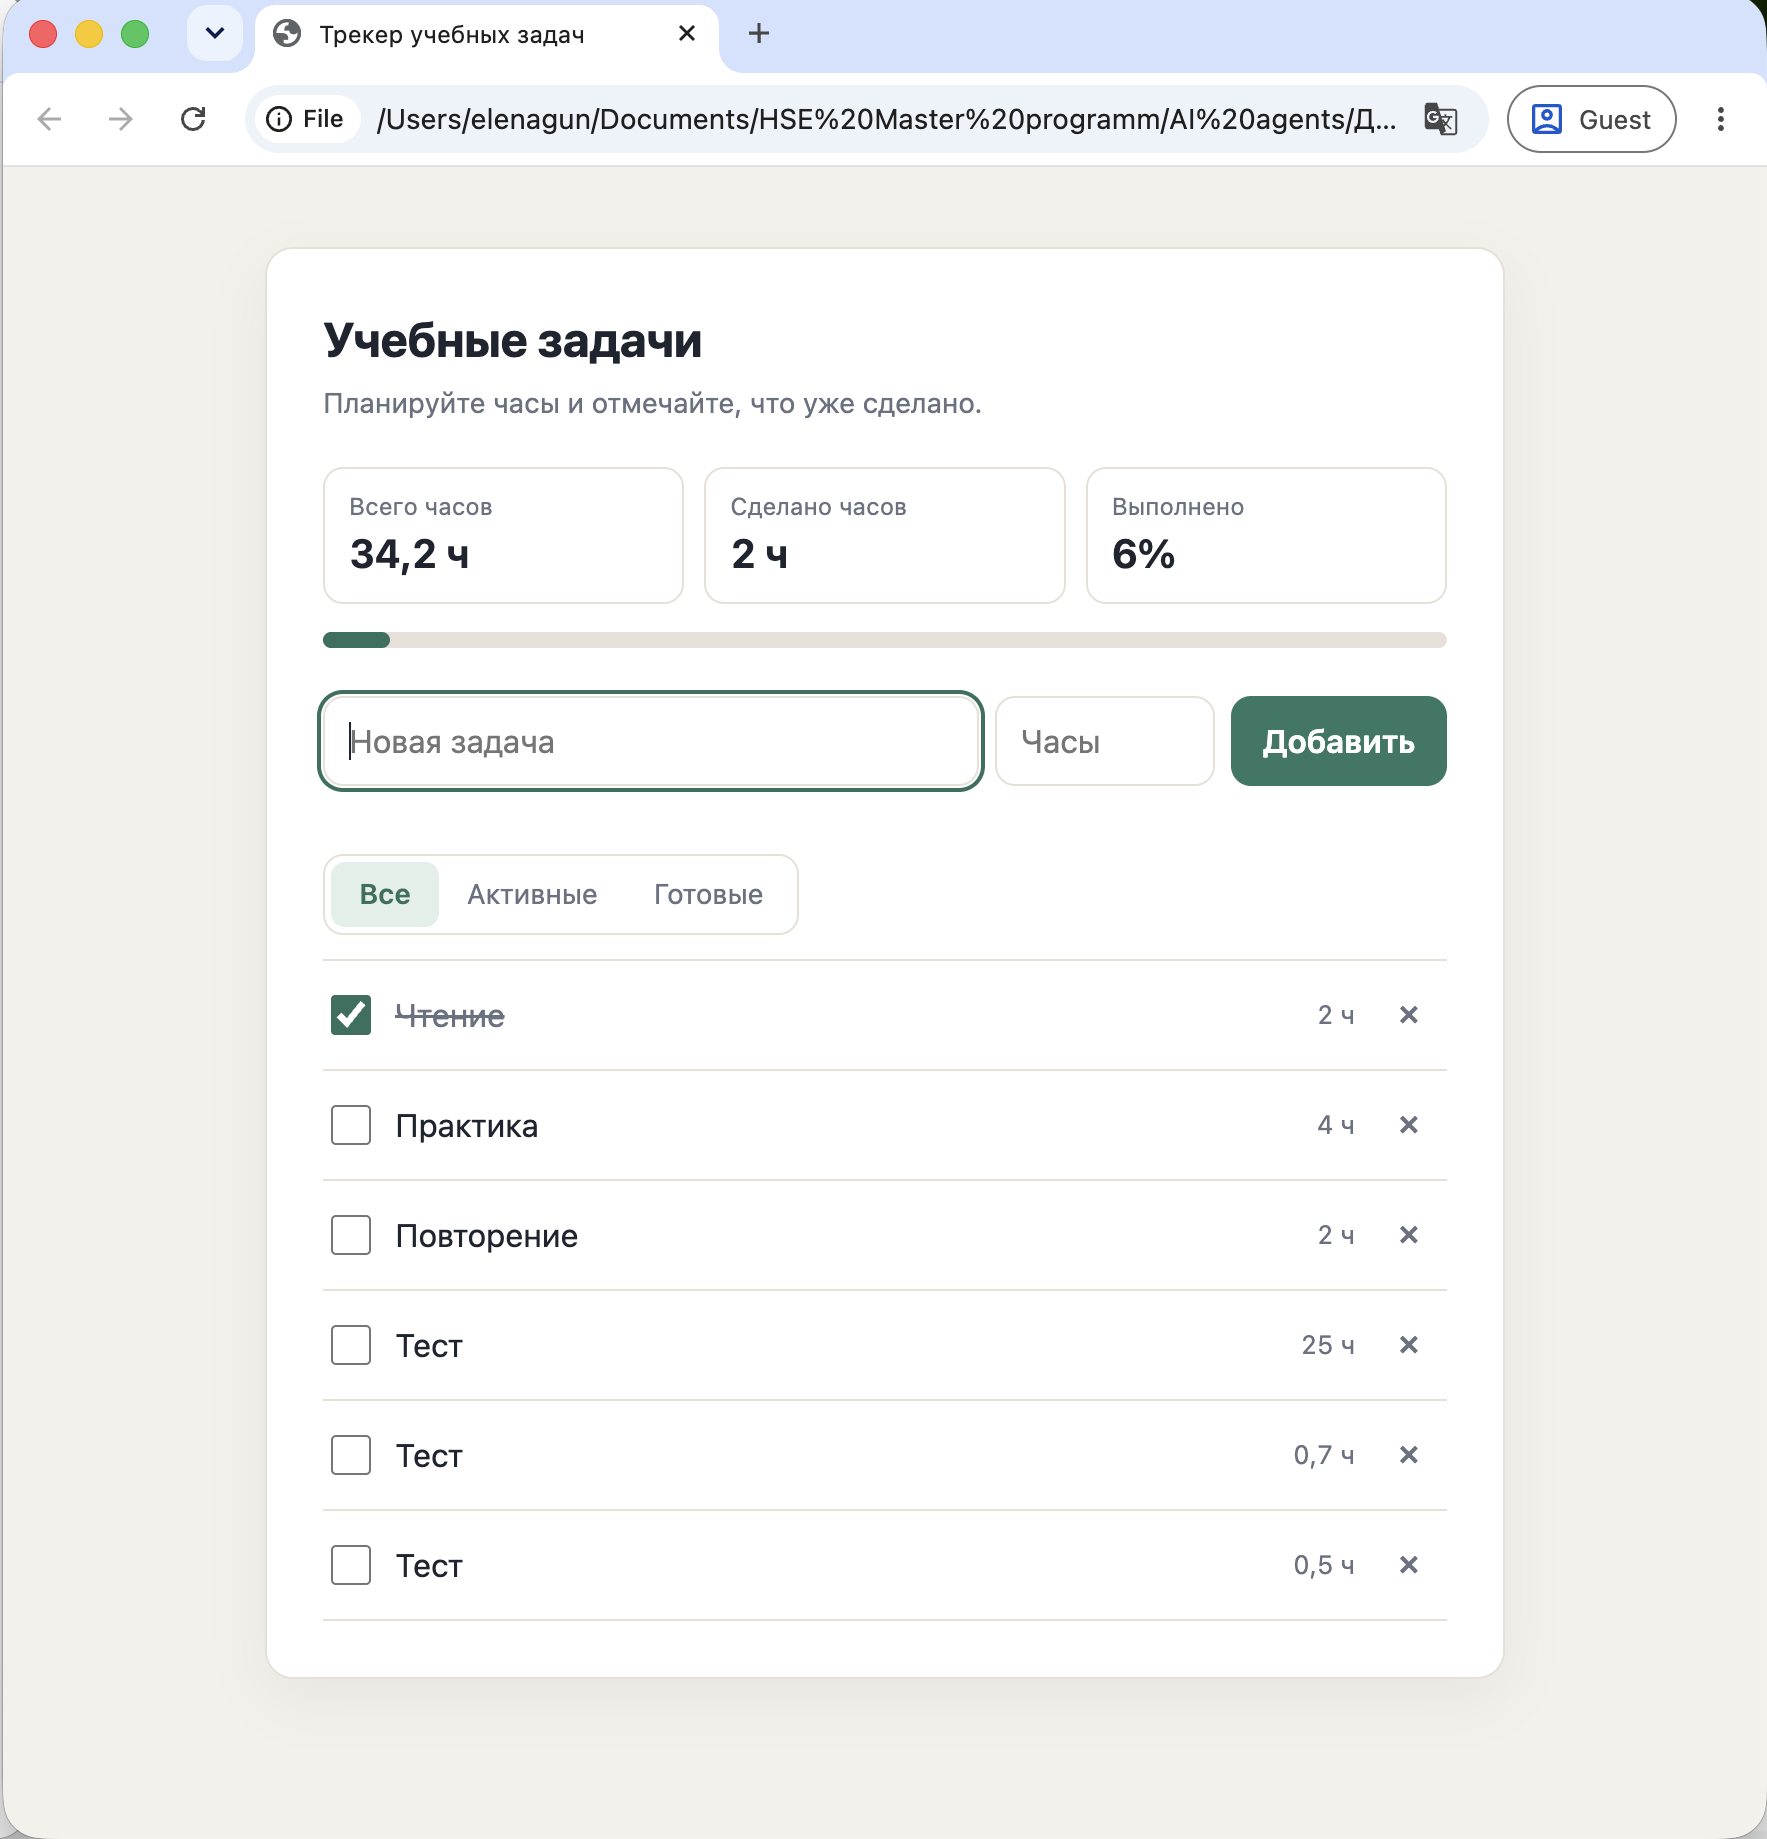 Трекер учебных задач
File /Users/elenagun/Documents/HSE%20Master%20programm/AI%20agents/Д... Guest
Учебные задачи
Планируйте часы и отмечайте, что уже сделано.
Всего часов Сделано часов Выполнено
34,2 ч 2 ч 6%
Новая задача Часы Добавить
Все Активные Готовые
Чтение 2 ч
Практика 4 ч
Повторение 2 ч
Тест 25 ч
Тест 0,7 ч
Тест 0,5 ч